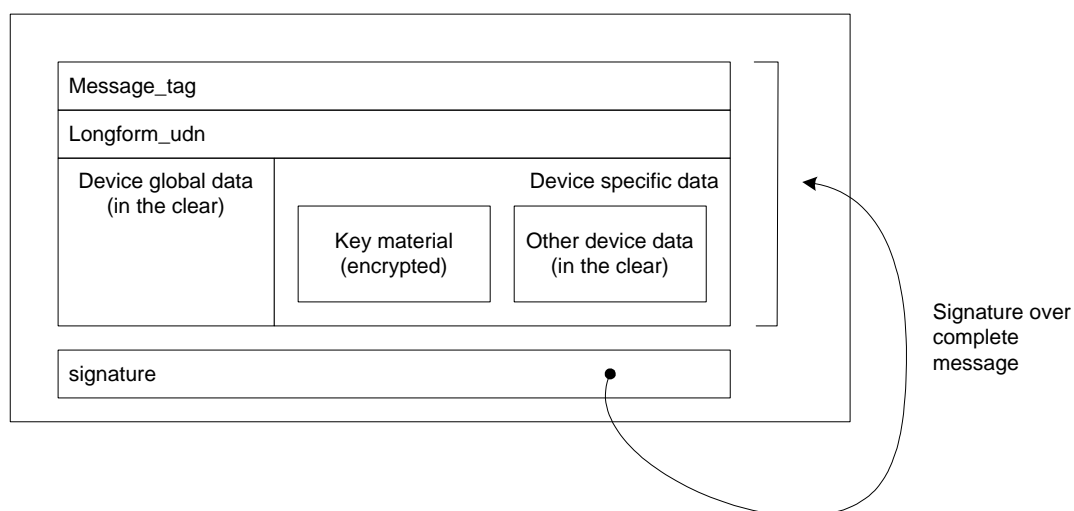 Message_tag
Longform_udn
Device global data
(in the clear)
Device specific data
Key material
(encrypted)
Other device data
(in the clear)
Signature over
complete
message
signature